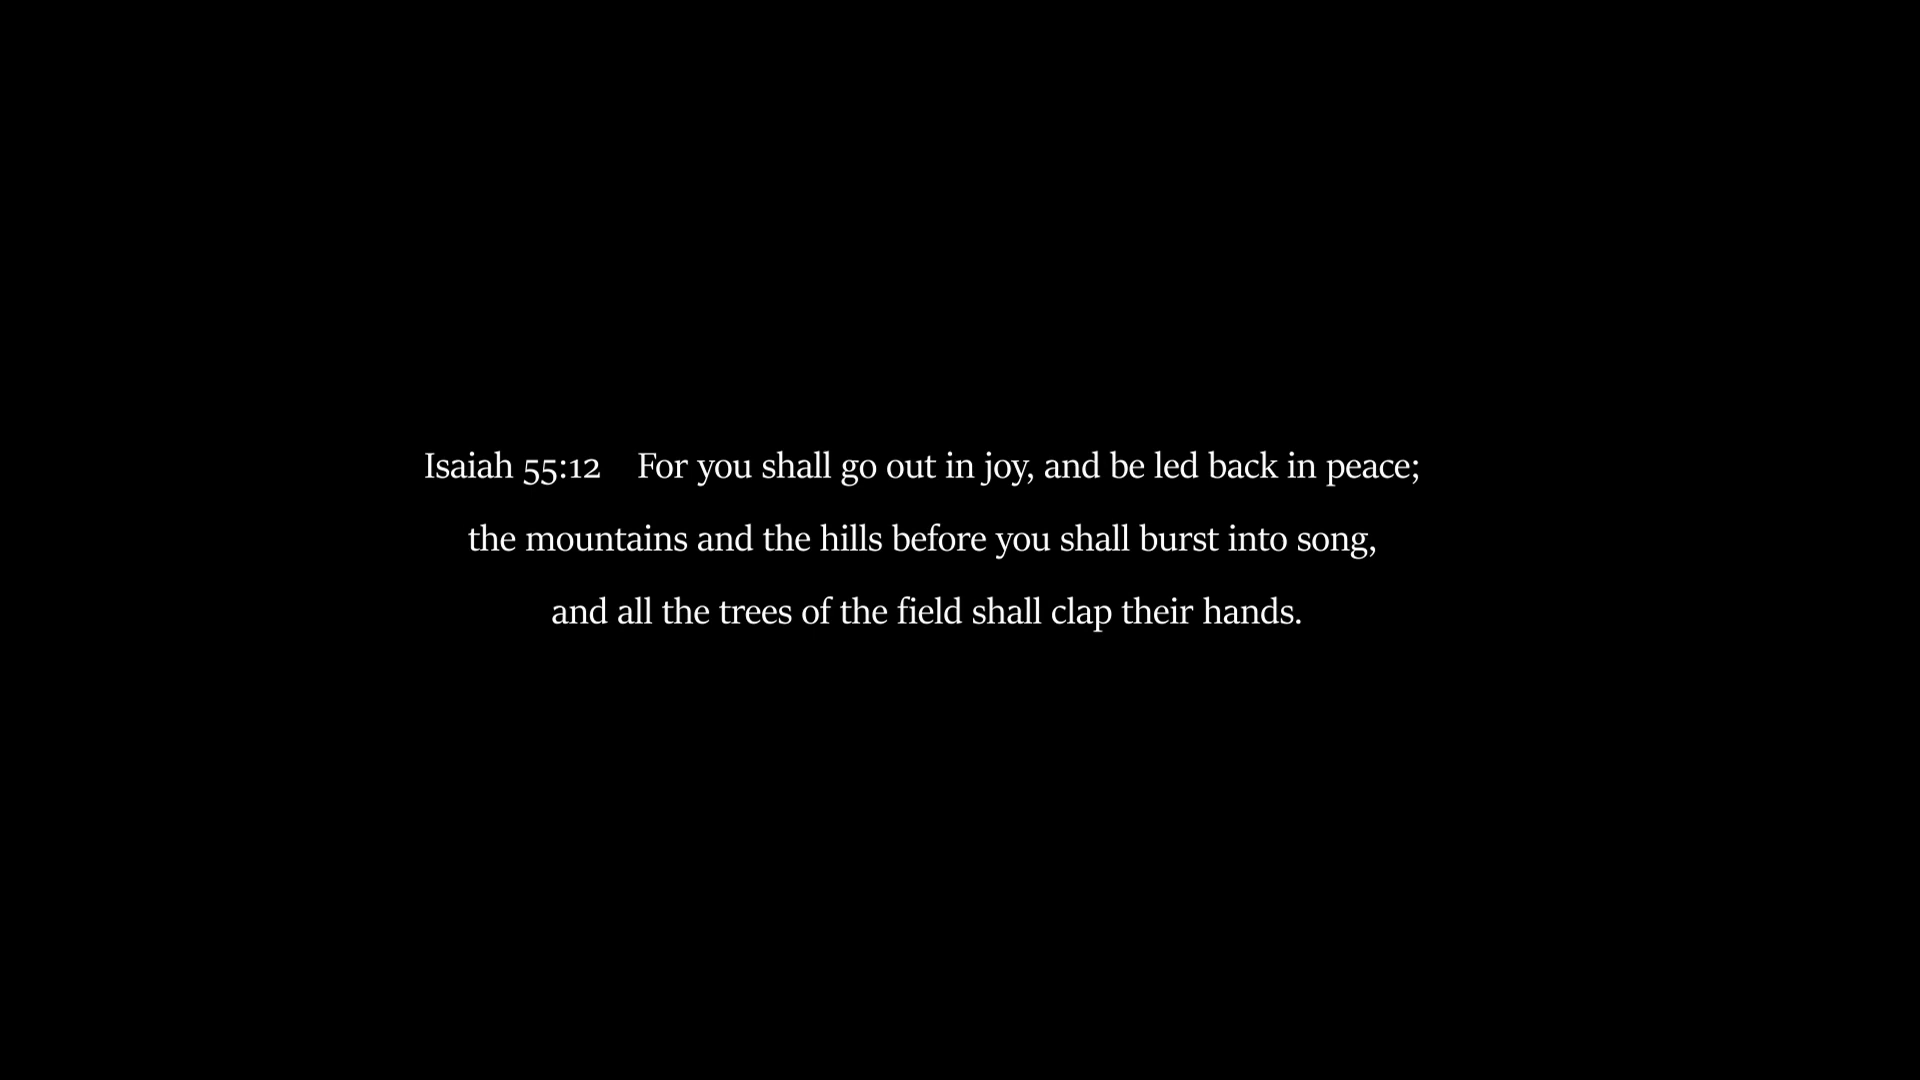 Isaiah 55:12 For you shall go out in joy, and be led back in peace;
the mountains and the hills before you shall burst into song,
and all the trees of the field shall clap their hands.